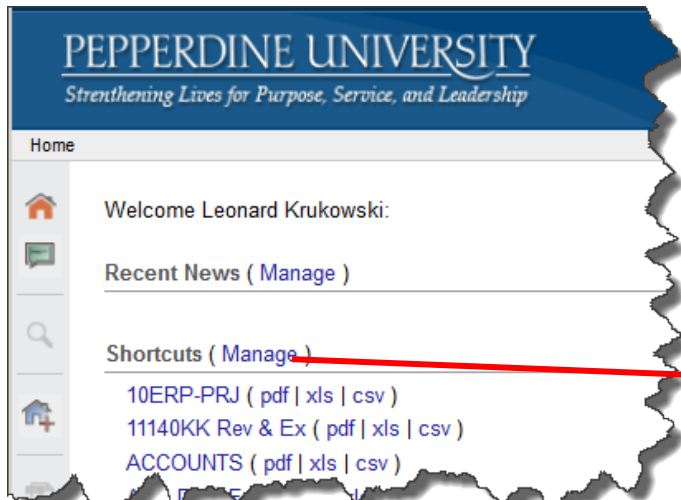 PEPPERDINE UNIVERSITY
Strenthening Lives for Purpose, Service, and Leadership
Home
Welcome Leonard Krukowski:
Recent News ( Manage )
Shortcuts ( Manage )
10ERP-PRJ ( pdf | xls | csv )
11140KK Rev & Ex ( pdf | xls | csv )
ACCOUNTS ( pdf | xls | csv )